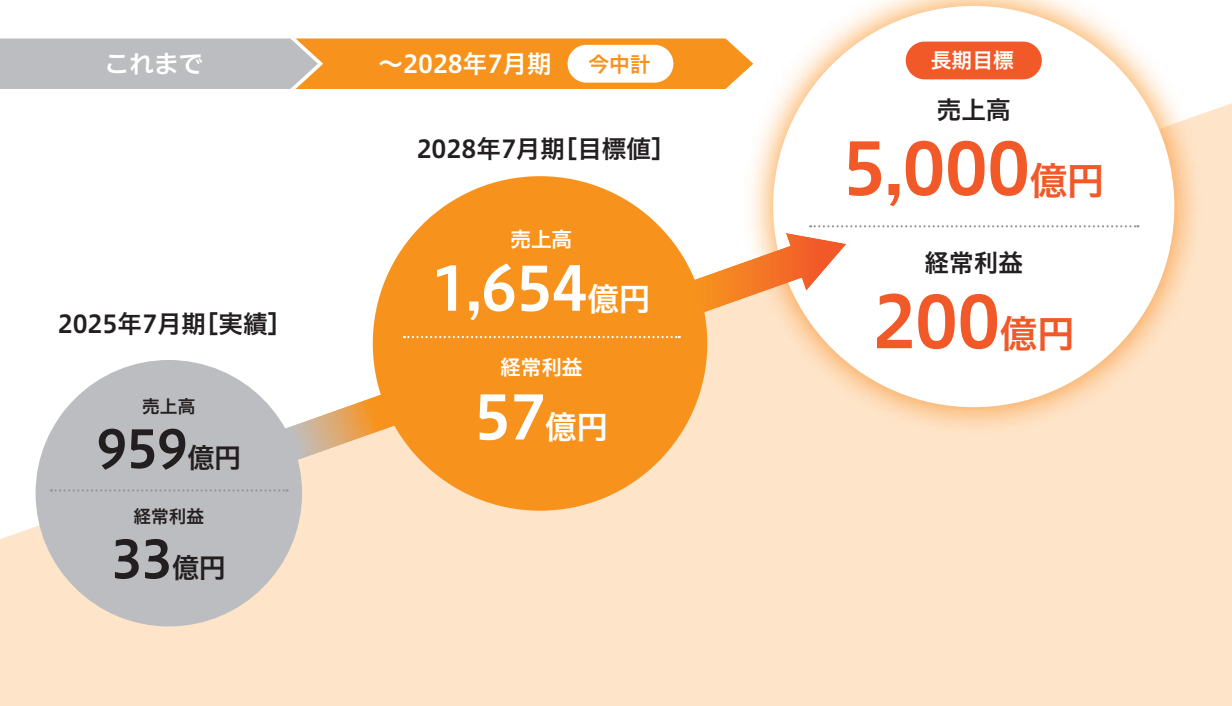 これまで
～2028年7月期 今中計
2025年7月期[実績]
売上高
959億円
経常利益
33億円
2028年7月期[目標値]
売上高
1,654億円
経常利益
57億円
長期目標
売上高
5,000億円
経常利益
200億円